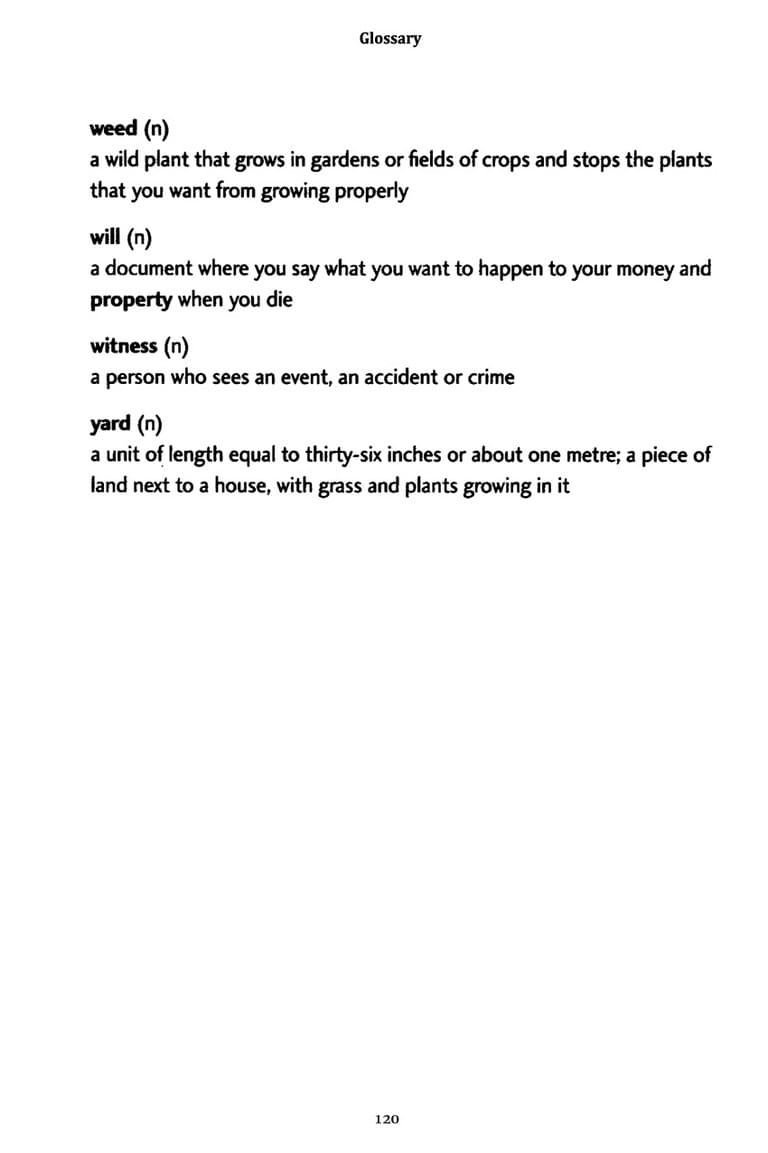 Glossary
weed (n)
a wild plant that grows in gardens or fields of crops and stops the plants
that you want from growing properly
will (n)
a document where you say what you want to happen to your money and
property when you die
witness (n)
a person who sees an event, an accident or crime
yard (n)
a unit of length equal to thirty-six inches or about one metre; a piece of
land next to a house, with grass and plants growing in it
120